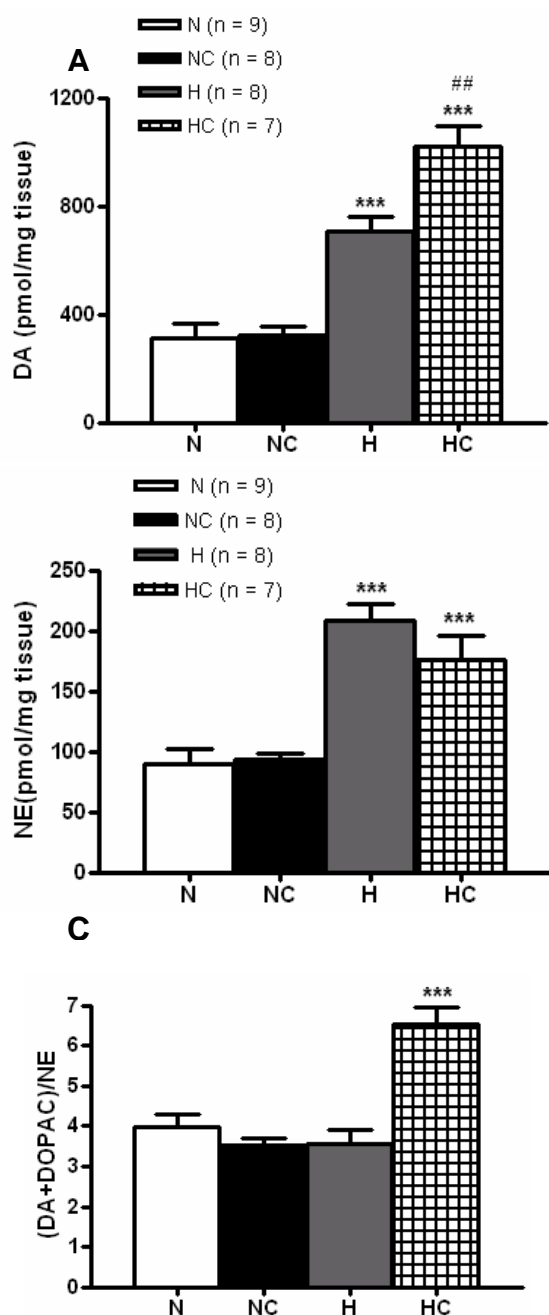 N (n = 9)
A
NC (n = 8)
H (n = 8)
HC (n = 7)
DA (pmol/mg tissue)
1200
800
400
0
##
***
***
N NC H HC
N (n = 9)
NC (n = 8)
H (n = 8)
HC (n = 7)
NE(pmol/mg tissue)
250
200
150
100
50
0
***
***
N NC H HC
C
(DA+DOPAC)/NE
7
6
5
4
3
2
1
0
***
N NC H HC